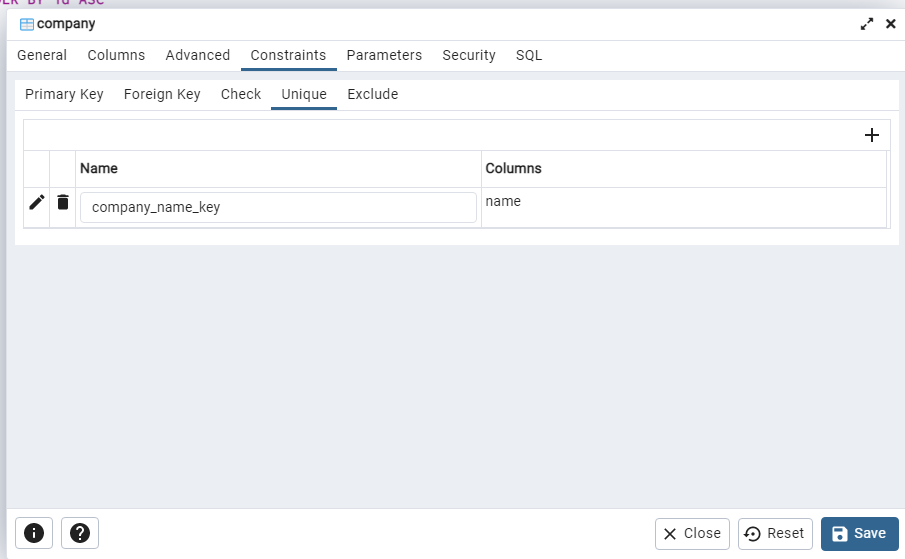 company
General Columns Advanced Constraints Parameters Security SQL
Primary Key Foreign Key Check Unique Exclude
Name Columns
company_name_key name
Close Reset Save